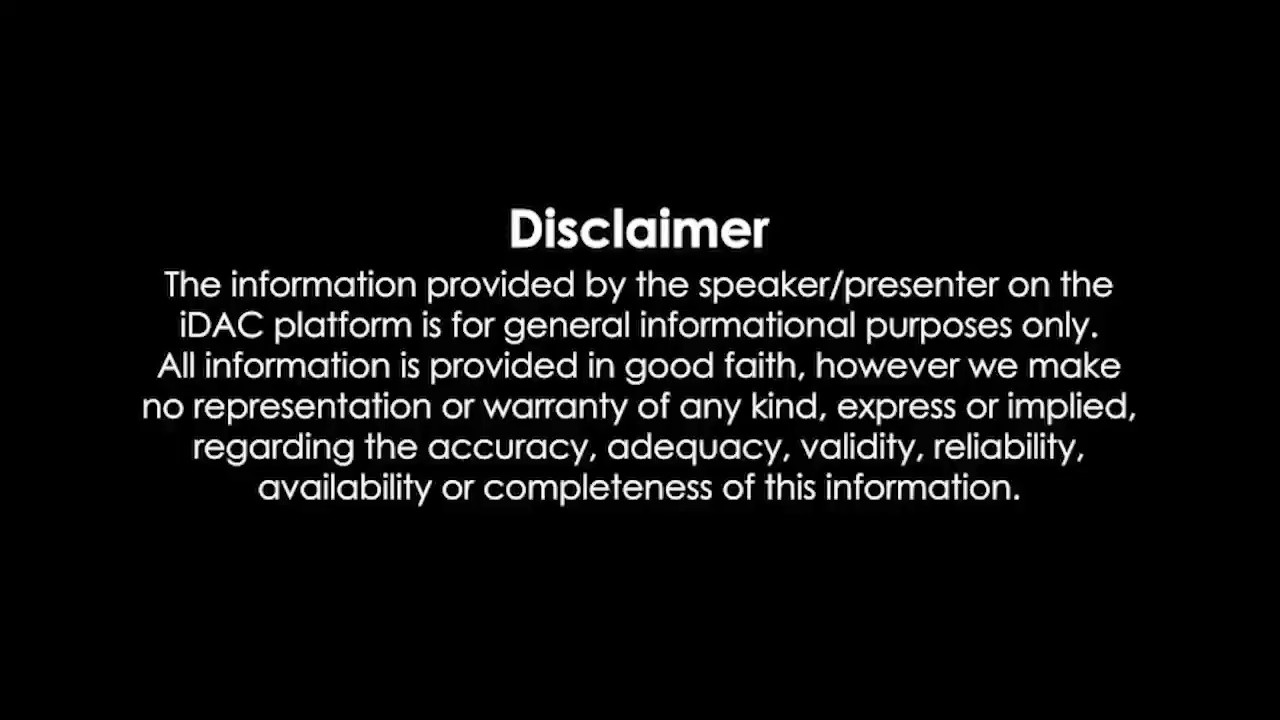 Disclaimer
The information provided by the speaker/presenter on the
iDAC platform is for general informational purposes only.
All information is provided in good faith, however we make
no representation or warranty of any kind, express or implied,
regarding the accuracy, adequacy, validity, reliability,
availability or completeness of this information.